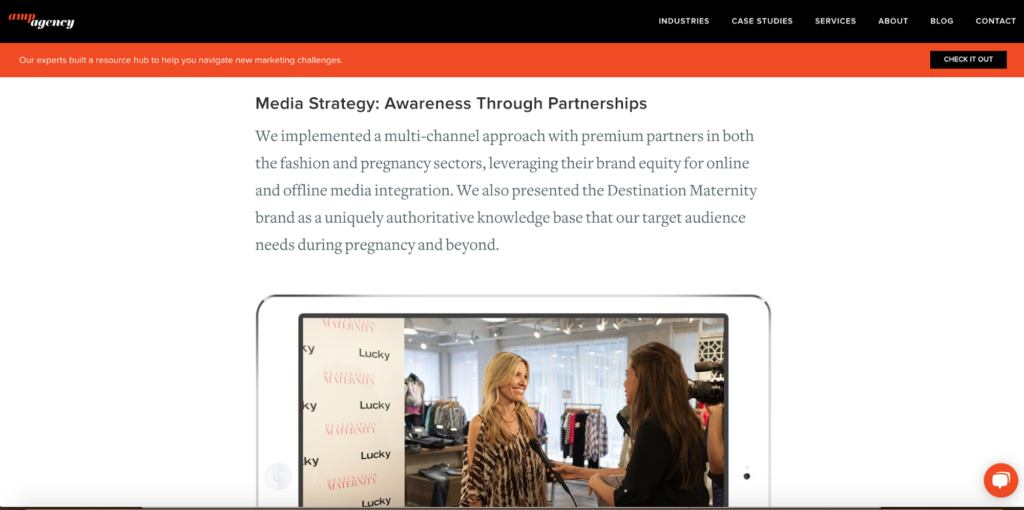 amp agency
INDUSTRIES CASE STUDIES SERVICES ABOUT BLOG CONTACT
Our experts built a resource hub to help you navigate new marketing challenges.
CHECK IT OUT
Media Strategy: Awareness Through Partnerships
We implemented a multi-channel approach with premium partners in both
the fashion and pregnancy sectors, leveraging their brand equity for online
and offline media integration. We also presented the Destination Maternity
brand as a uniquely authoritative knowledge base that our target audience
needs during pregnancy and beyond.
DESTINATION
MATERNITY
ky Lucky
DESTINATION
MATERNITY
ky Lucky
DESTINATION
MATERNITY
ky Lucky
DESTINATION
MATERNITY
Lucky